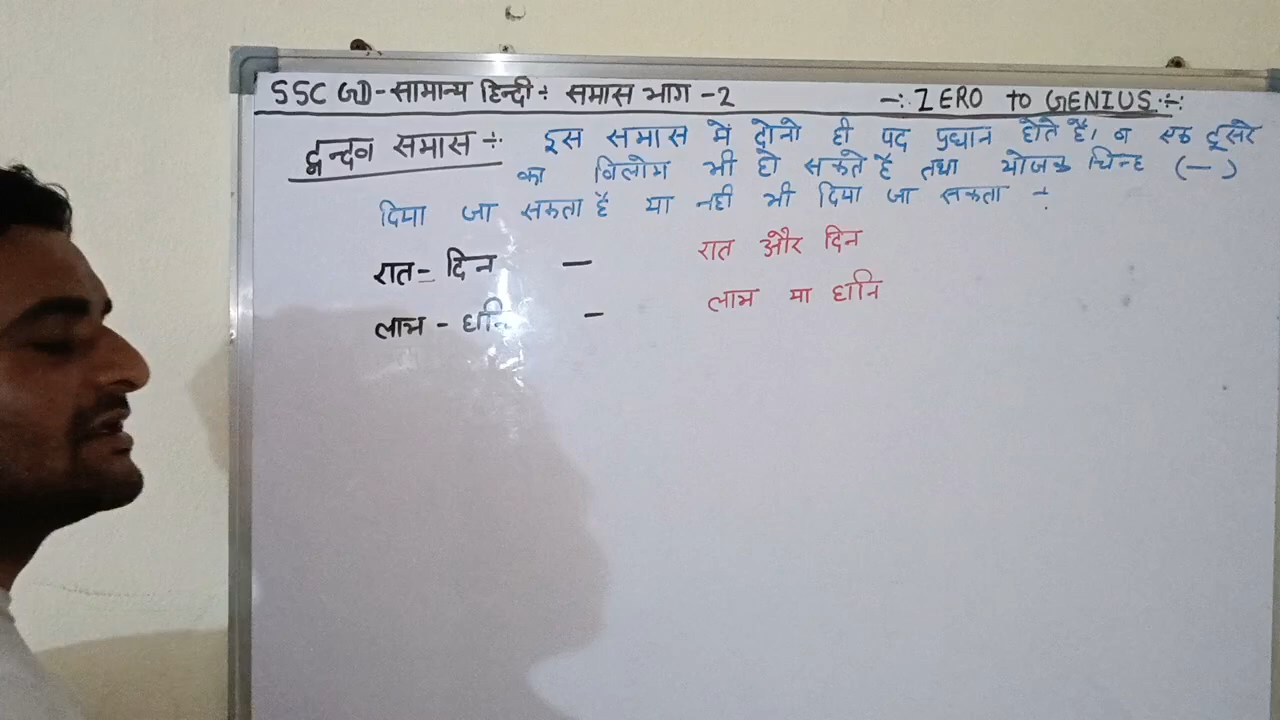 SSC GD-सामान्य हिन्दी ÷ समास भाग -2 -: ZERO to GENIUS :-
द्वन्दव समास ÷ इस समास में दोनो ही पद प्रधान होते है, व एक दूसरे
का विलोम भी हो सकते है तथा योजक चिन्ह (-)
दिया जा सकता है या नही भी दिया जा सकता ÷
रात- दिन - रात और दिन
लाभ - हानि - लाभ या हानि